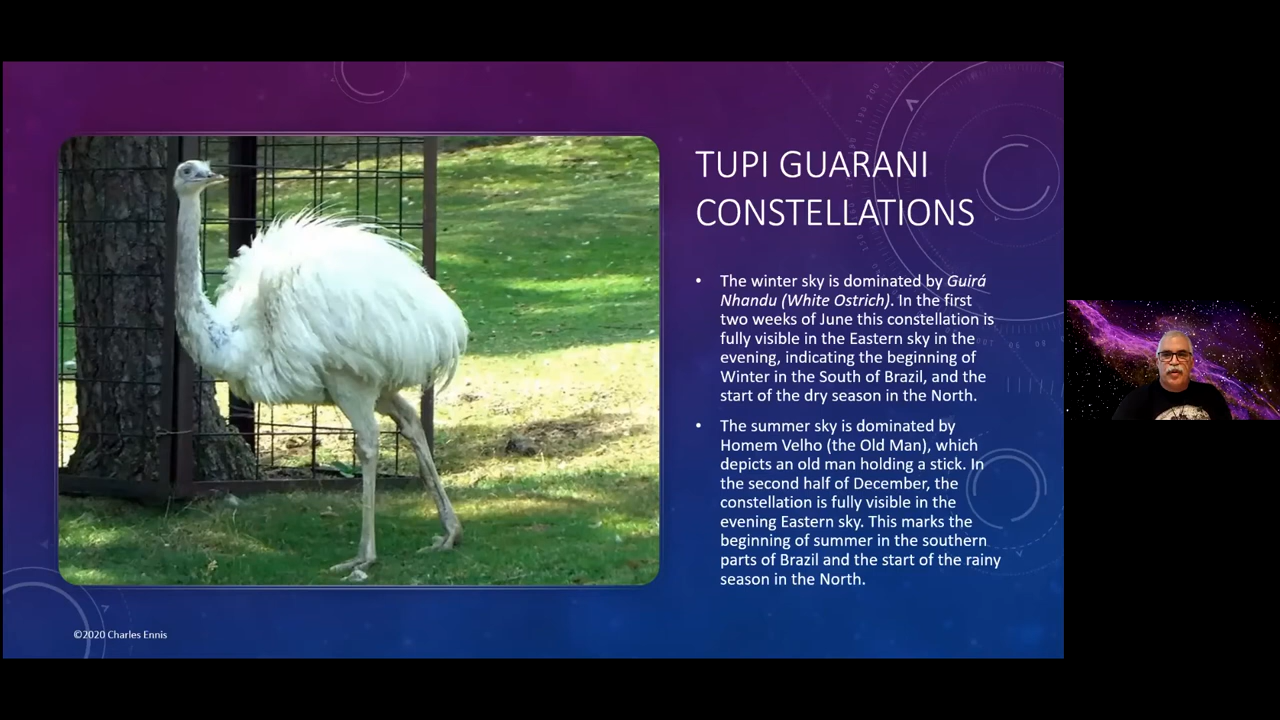 TUPI GUARANI
CONSTELLATIONS
• The winter sky is dominated by Guirá
Nhandu (White Ostrich). In the first
two weeks of June this constellation is
fully visible in the Eastern sky in the
evening, indicating the beginning of
Winter in the South of Brazil, and the
start of the dry season in the North.
• The summer sky is dominated by
Homem Velho (the Old Man), which
depicts an old man holding a stick. In
the second half of December, the
constellation is fully visible in the
evening Eastern sky. This marks the
beginning of summer in the southern
parts of Brazil and the start of the rainy
season in the North.
©2020 Charles Ennis